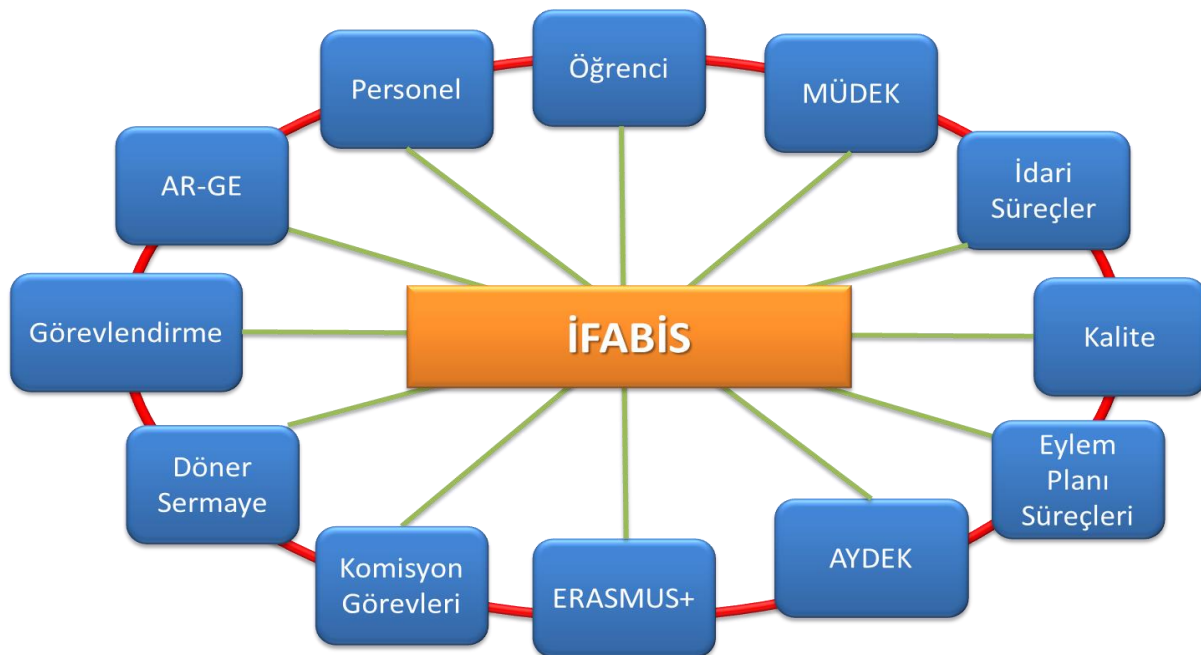 Öğrenci
Personel
MÜDEK
AR-GE
İdari
Süreçler
Görevlendirme
İFABİS
Kalite
Döner
Sermaye
Eylem
Planı
Süreçleri
Komisyon
Görevleri
ERASMUS+
AYDEK